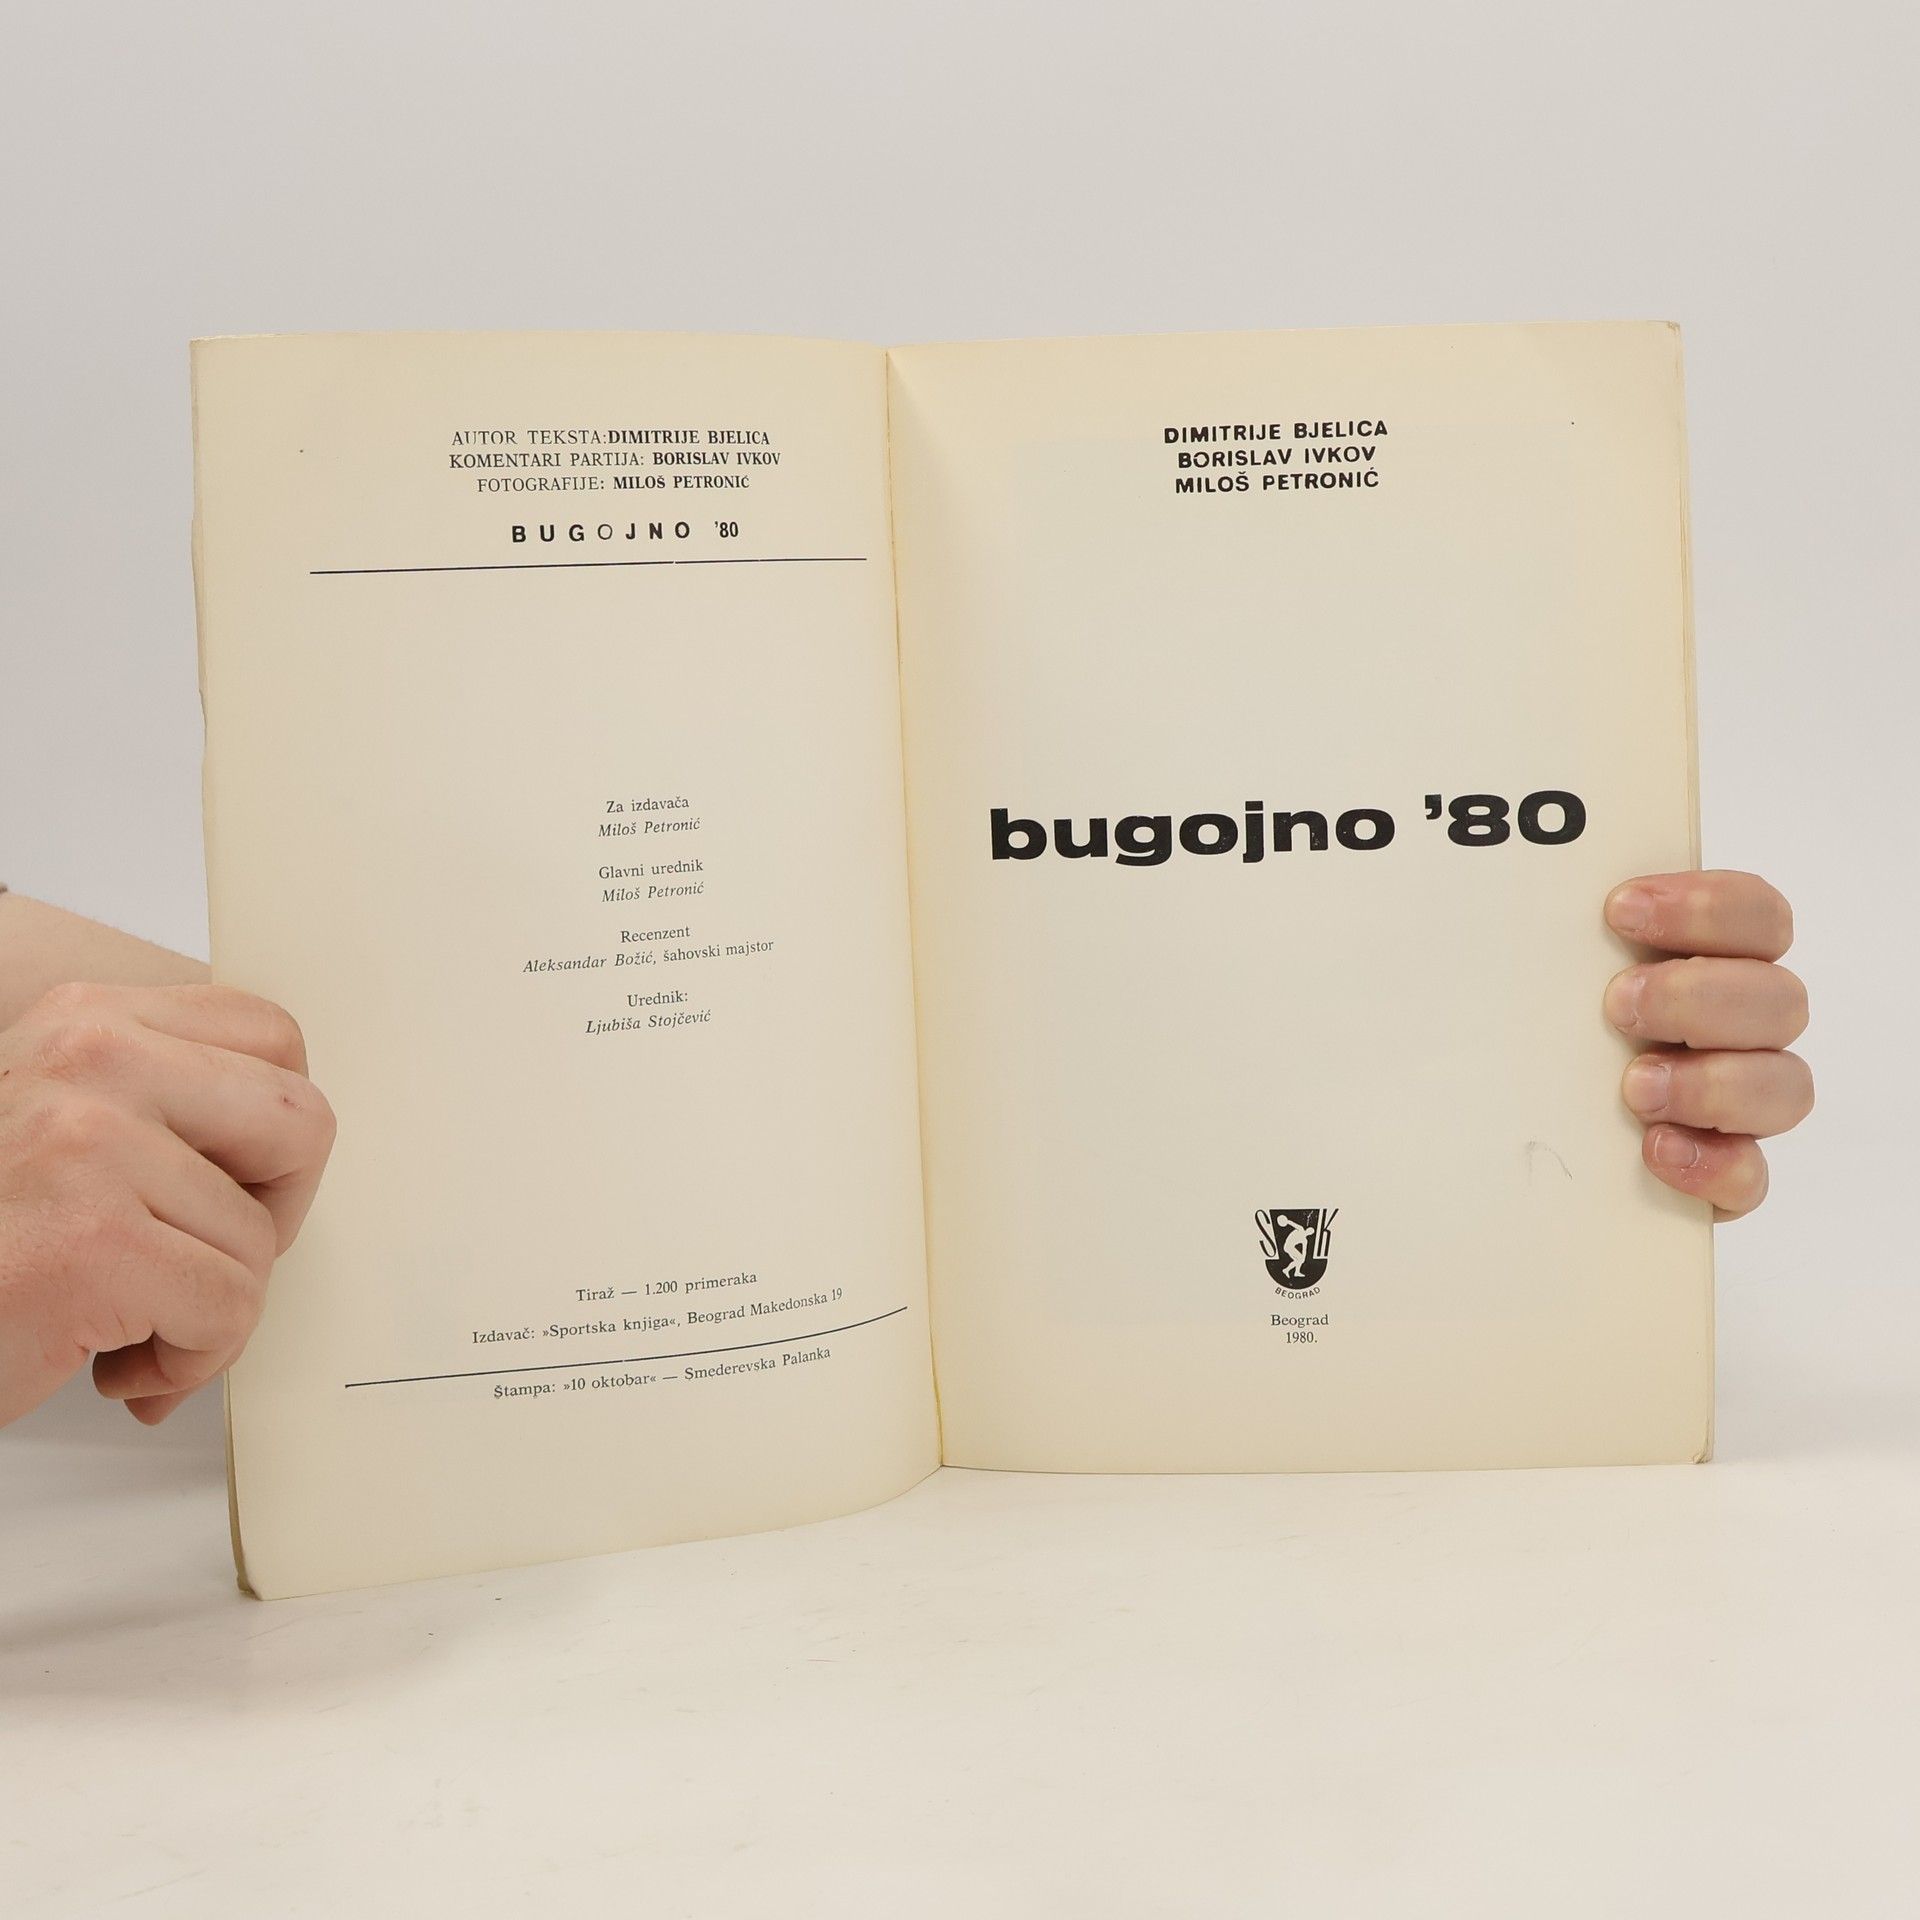 AUTOR TEKSTA:DIMITRIJE BJELICA
KOMENTARI PARTIJA: BORISLAV IVKOV
FOTOGRAFIJE: MILOŠ PETRONIĆ
BUGOJNO '80
Za izdavača
Miloš Petronić
Glavni urednik
Miloš Petronić
Recenzent
Aleksandar Božić, šahovski majstor
Urednik:
Ljubiša Stojčević
Tiraž — 1.200 primeraka
Izdavač: »Sportska knjiga«, Beograd Makedonska 19
Štampa: »10 oktobar« — Smederevska Palanka
DIMITRIJE BJELICA
BORISLAV IVKOV
MILOŠ PETRONIĆ
bugojno '80
S K
BEOGRAD
Beograd
1980.